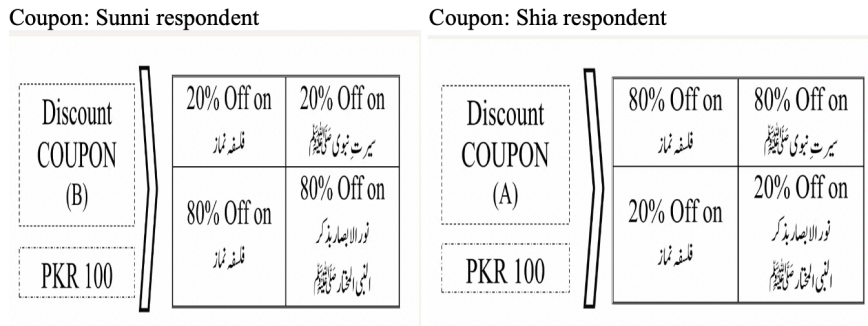 Coupon: Sunni respondent
Discount
COUPON
(B)
PKR 100
20% Off on
فلسفہ نماز
20% Off on
سیرتِ نبوی ﷺ
80% Off on
فلسفہ نماز
80% Off on
نور الابصار بذکر
النبی المختار ﷺ
Coupon: Shia respondent
Discount
COUPON
(A)
PKR 100
80% Off on
فلسفہ نماز
80% Off on
سیرتِ نبوی ﷺ
20% Off on
فلسفہ نماز
20% Off on
نور الابصار بذکر
النبی المختار ﷺ